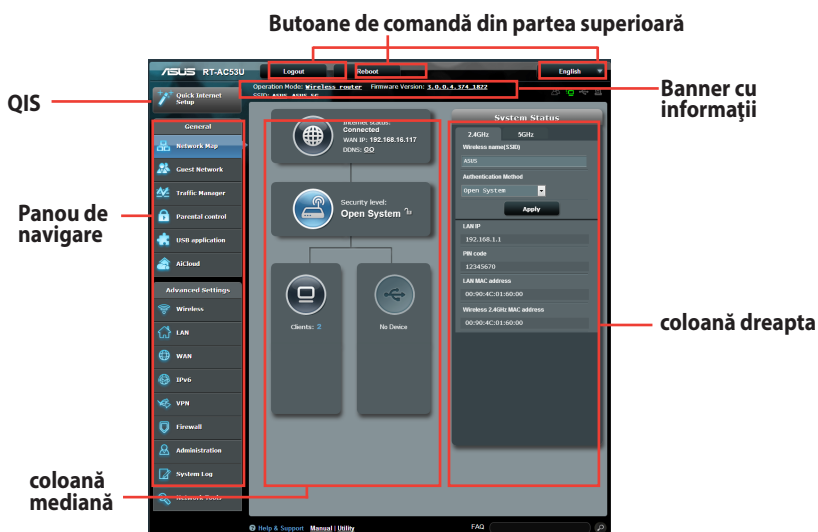 Butoane de comandă din partea superioară
ASUS RT-AC53U
Logout
Reboot
English
QIS
Quick Internet
Setup
Operation Mode: Wireless router Firmware Version: 3.0.0.4.374_1822
SSID: ASUS ASUS_5G
Banner cu
informaţii
General
Network Map
Guest Network
Traffic Manager
Parental control
USB application
AiCloud
Panou de
navigare
Advanced Settings
Wireless
LAN
WAN
IPv6
VPN
Firewall
Administration
System Log
Network Tools
Internet status:
Connected
WAN IP: 192.168.16.117
DDNS: GO
Security level:
Open System
Clients: 2
No Device
System Status
2.4GHz
5GHz
Wireless name(SSID)
ASUS
Authentication Method
Open System
Apply
LAN IP
192.168.1.1
PIN code
12345670
LAN MAC address
00:90:4C:01:60:00
Wireless 2.4GHz MAC address
00:90:4C:01:60:00
coloană dreapta
coloană
mediană
Help & Support Manual | Utility
FAQ